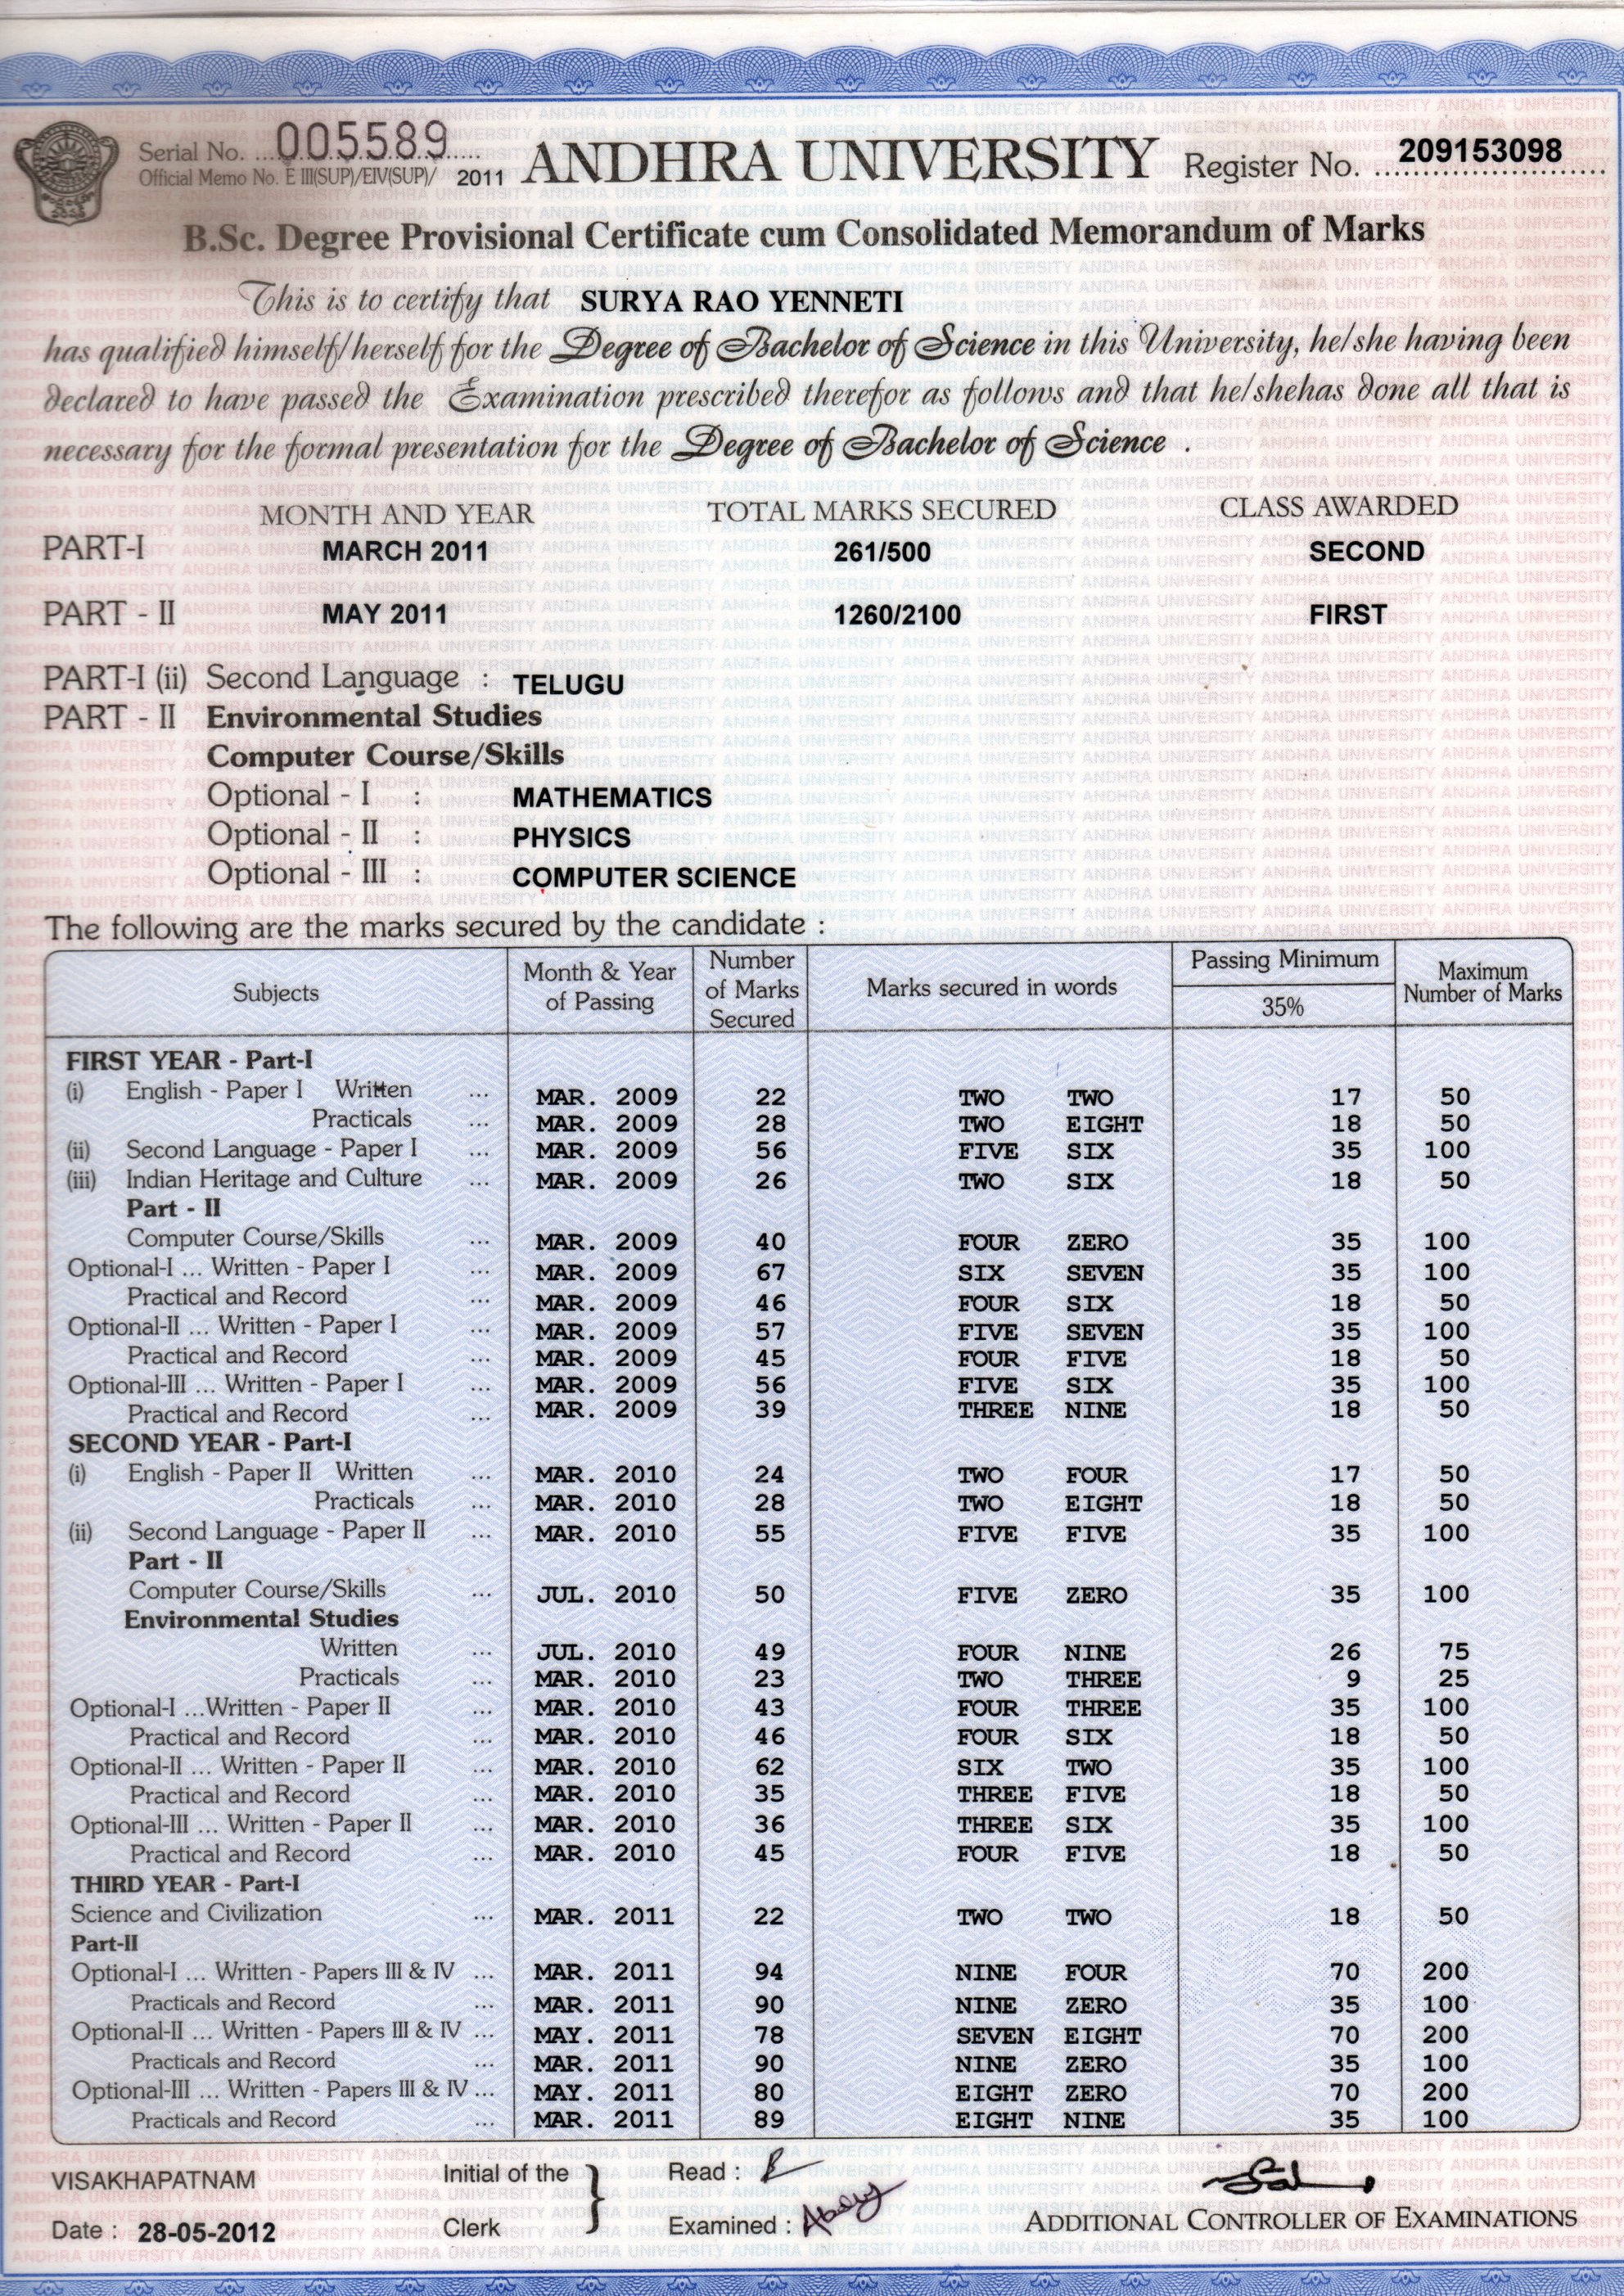 Serial No. ...005589.....
Official Memo No. E III(SUP)/EIV(SUP)/ 2011
ANDHRA UNIVERSITY
Register No. 209153098
B.Sc. Degree Provisional Certificate cum Consolidated Memorandum of Marks
This is to certify that SURYA RAO YENNETI
has qualified himself/herself for the Degree of Bachelor of Science in this University, he/she having been
declared to have passed the Examination prescribed therefor as follows and that he/shehas done all that is
necessary for the formal presentation for the Degree of Bachelor of Science .
MONTH AND YEAR TOTAL MARKS SECURED CLASS AWARDED
PART-I MARCH 2011 261/500 SECOND
PART - II MAY 2011 1260/2100 FIRST
PART-I (ii) Second Language : TELUGU
PART - II Environmental Studies
Computer Course/Skills
Optional - I : MATHEMATICS
Optional - II : PHYSICS
Optional - III : COMPUTER SCIENCE
The following are the marks secured by the candidate :
Subjects Month & Year of Passing Number of Marks Secured Marks secured in words Passing Minimum 35% Maximum Number of Marks
FIRST YEAR - Part-I
(i) English - Paper I Written ... MAR. 2009 22 TWO TWO 17 50
Practicals ... MAR. 2009 28 TWO EIGHT 18 50
(ii) Second Language - Paper I ... MAR. 2009 56 FIVE SIX 35 100
(iii) Indian Heritage and Culture ... MAR. 2009 26 TWO SIX 18 50
Part - II
Computer Course/Skills ... MAR. 2009 40 FOUR ZERO 35 100
Optional-I ... Written - Paper I ... MAR. 2009 67 SIX SEVEN 35 100
Practical and Record ... MAR. 2009 46 FOUR SIX 18 50
Optional-II ... Written - Paper I ... MAR. 2009 57 FIVE SEVEN 35 100
Practical and Record ... MAR. 2009 45 FOUR FIVE 18 50
Optional-III ... Written - Paper I ... MAR. 2009 56 FIVE SIX 35 100
Practical and Record ... MAR. 2009 39 THREE NINE 18 50
SECOND YEAR - Part-I
(i) English - Paper II Written ... MAR. 2010 24 TWO FOUR 17 50
Practicals ... MAR. 2010 28 TWO EIGHT 18 50
(ii) Second Language - Paper II ... MAR. 2010 55 FIVE FIVE 35 100
Part - II
Computer Course/Skills ... JUL. 2010 50 FIVE ZERO 35 100
Environmental Studies
Written ... JUL. 2010 49 FOUR NINE 26 75
Practicals ... MAR. 2010 23 TWO THREE 9 25
Optional-I ...Written - Paper II ... MAR. 2010 43 FOUR THREE 35 100
Practical and Record ... MAR. 2010 46 FOUR SIX 18 50
Optional-II ... Written - Paper II ... MAR. 2010 62 SIX TWO 35 100
Practical and Record ... MAR. 2010 35 THREE FIVE 18 50
Optional-III ... Written - Paper II ... MAR. 2010 36 THREE SIX 35 100
Practical and Record ... MAR. 2010 45 FOUR FIVE 18 50
THIRD YEAR - Part-I
Science and Civilization ... MAR. 2011 22 TWO TWO 18 50
Part-II
Optional-I ... Written - Papers III & IV ... MAR. 2011 94 NINE FOUR 70 200
Practicals and Record ... MAR. 2011 90 NINE ZERO 35 100
Optional-II ... Written - Papers III & IV ... MAY. 2011 78 SEVEN EIGHT 70 200
Practicals and Record ... MAR. 2011 90 NINE ZERO 35 100
Optional-III ... Written - Papers III & IV ... MAY. 2011 80 EIGHT ZERO 70 200
Practicals and Record ... MAR. 2011 89 EIGHT NINE 35 100
VISAKHAPATNAM Initial of the Clerk } Read :
Date : 28-05-2012 Examined :
ADDITIONAL CONTROLLER OF EXAMINATIONS